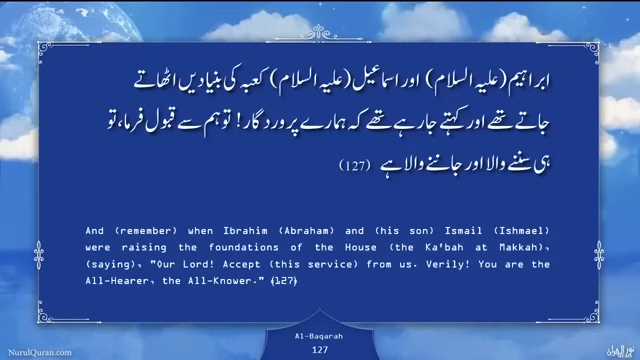 ابراہیم (علیہ السلام) اور اسماعیل (علیہ السلام) کعبہ کی بنیادیں اٹھاتے
جاتے تھے اور کہتے جارہے تھے کہ ہمارے پروردگار! تو ہم سے قبول فرما، تو
ہی سننے والا اور جاننے والا ہے (127)
And (remember) when Ibrahim (Abraham) and (his son) Ismail (Ishmael)
were raising the foundations of the House (the Ka'bah at Makkah),
(saying), "Our Lord! Accept (this service) from us. Verily! You are the
All-Hearer, the All-Knower." (127)
Al-Baqarah
127
NurulQuran.com